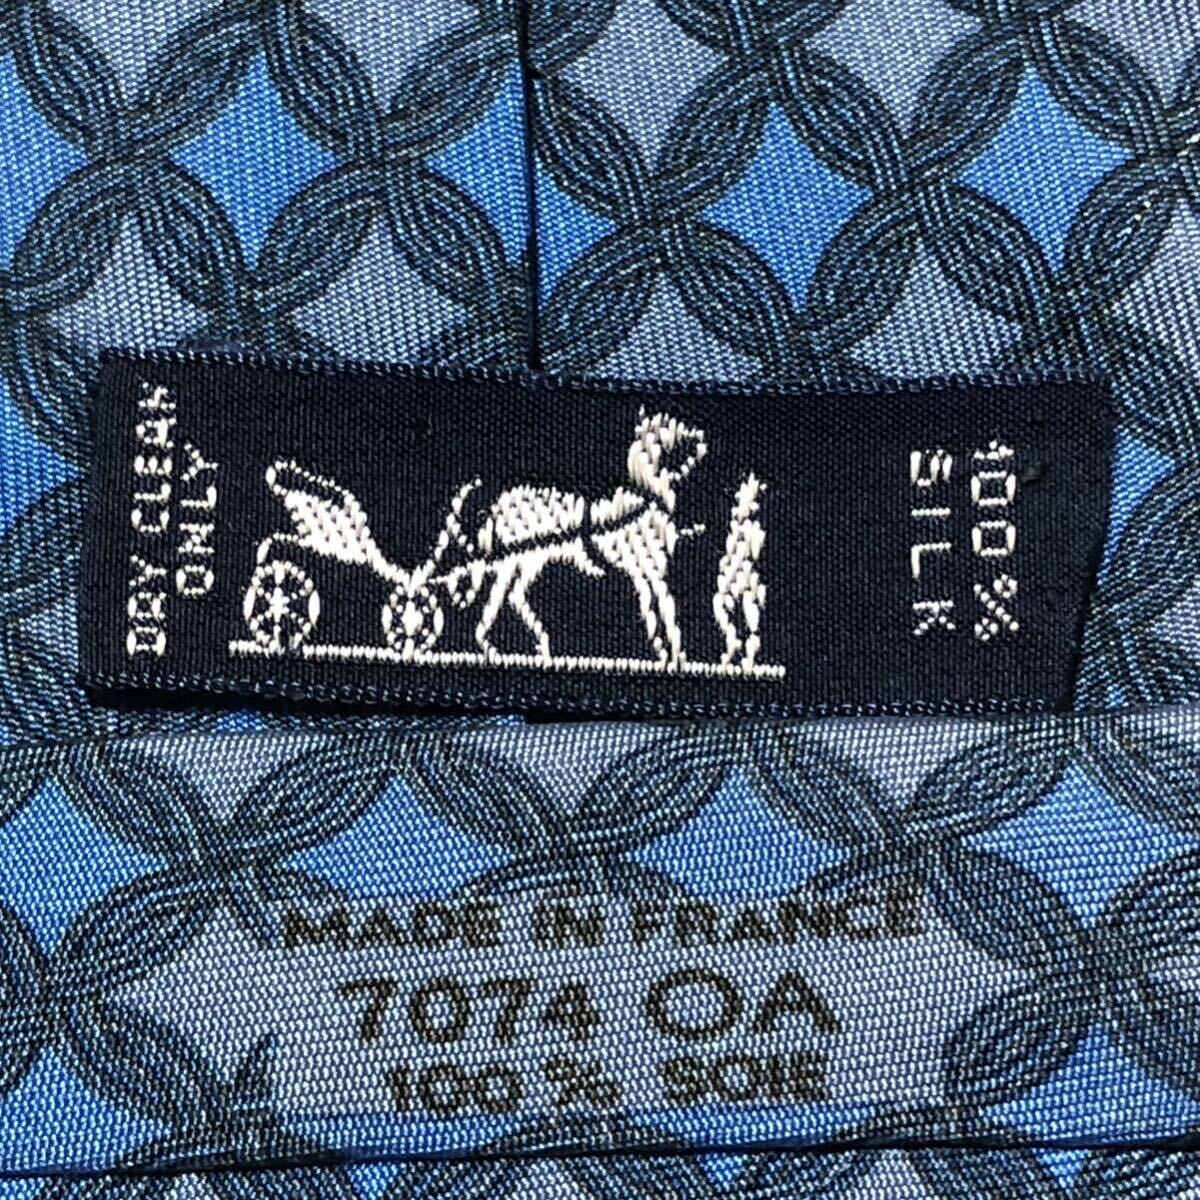 DRY CLEAN
ONLY
100%
SILK
MADE IN FRANCE
7074 OA
100% SOIE